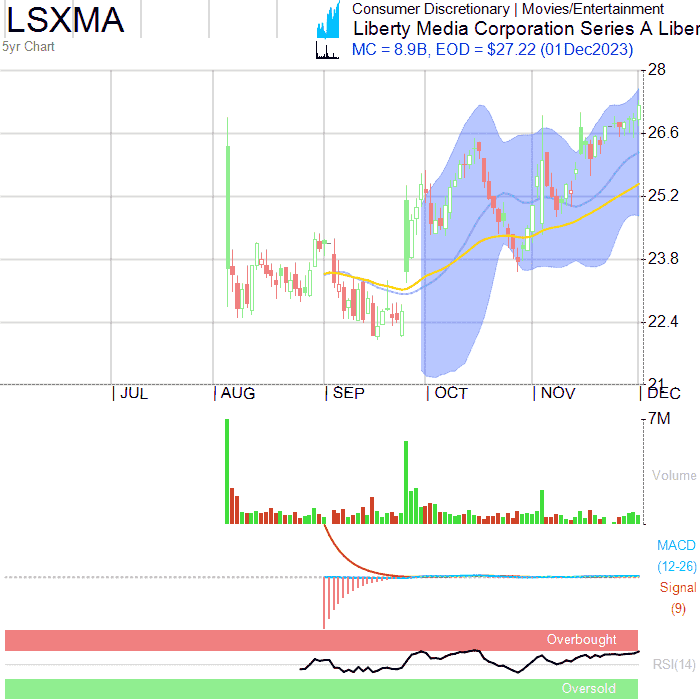 LSXMA
5yr Chart
Consumer Discretionary | Movies/Entertainment
Liberty Media Corporation Series A Liber
MC = 8.9B, EOD = $27.22 (01Dec2023)
28
26.6
25.2
23.8
22.4
21
JUL AUG SEP OCT NOV DEC
7M
Volume
MACD
(12-26)
Signal
(9)
Overbought
RSI(14)
Oversold